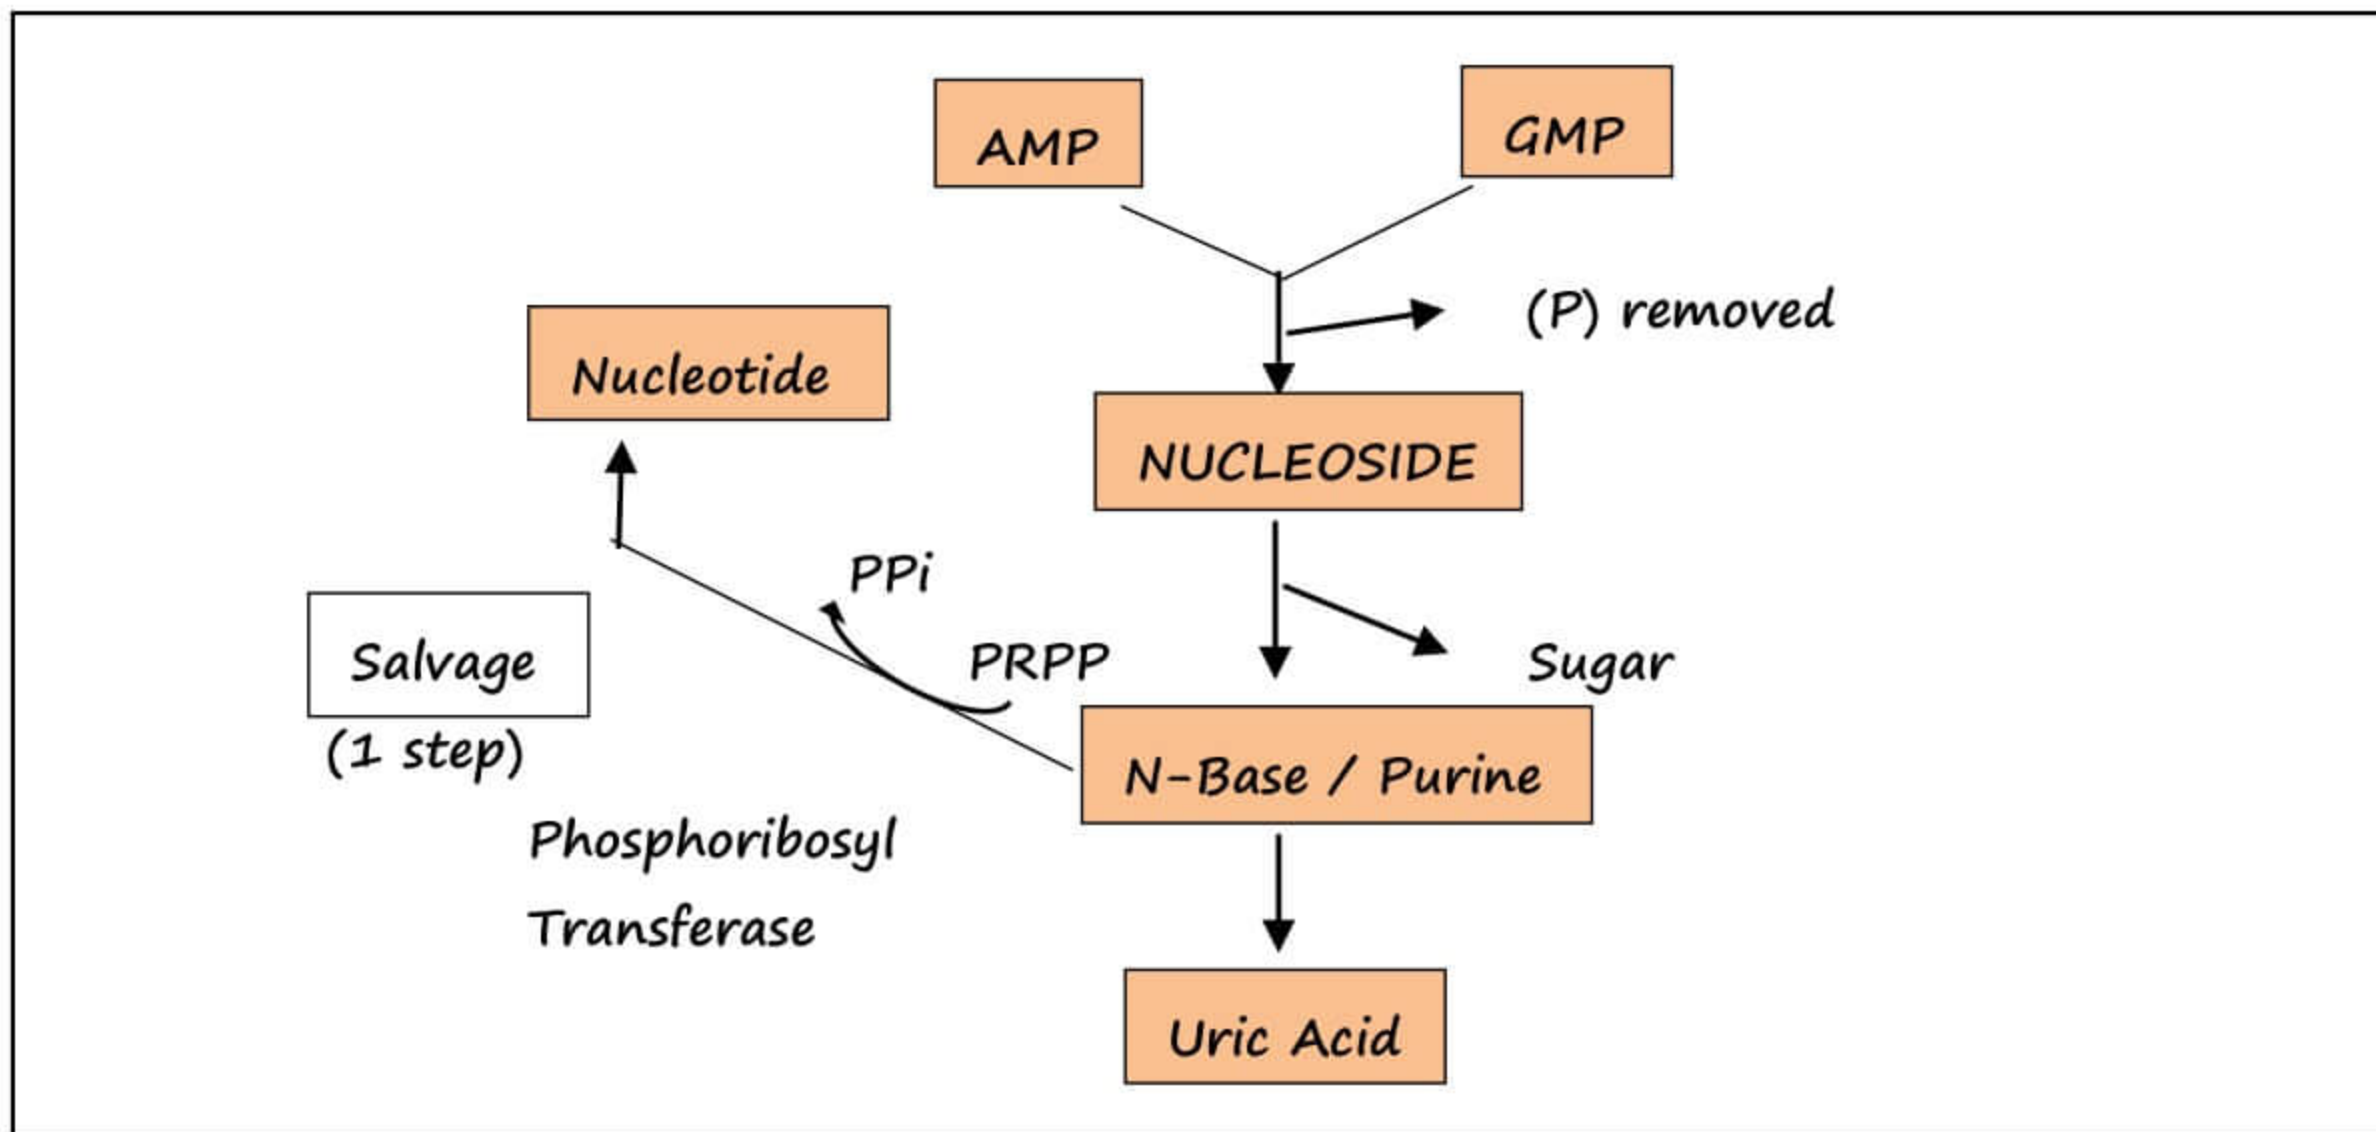 AMP
GMP
(P) removed
Nucleotide
NUCLEOSIDE
PPi
PRPP
Sugar
Salvage
(1 step)
N-Base / Purine
Phosphoribosyl
Transferase
Uric Acid